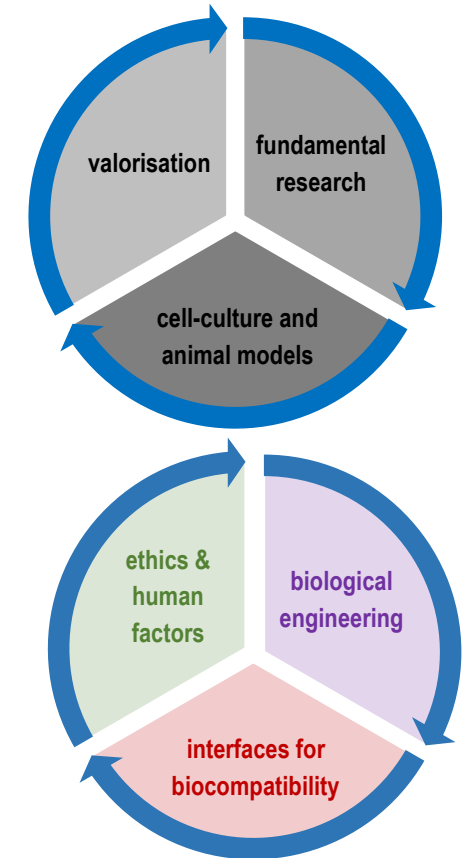 valorisation
fundamental
research
cell-culture and
animal models
ethics &
human
factors
biological
engineering
interfaces for
biocompatibility